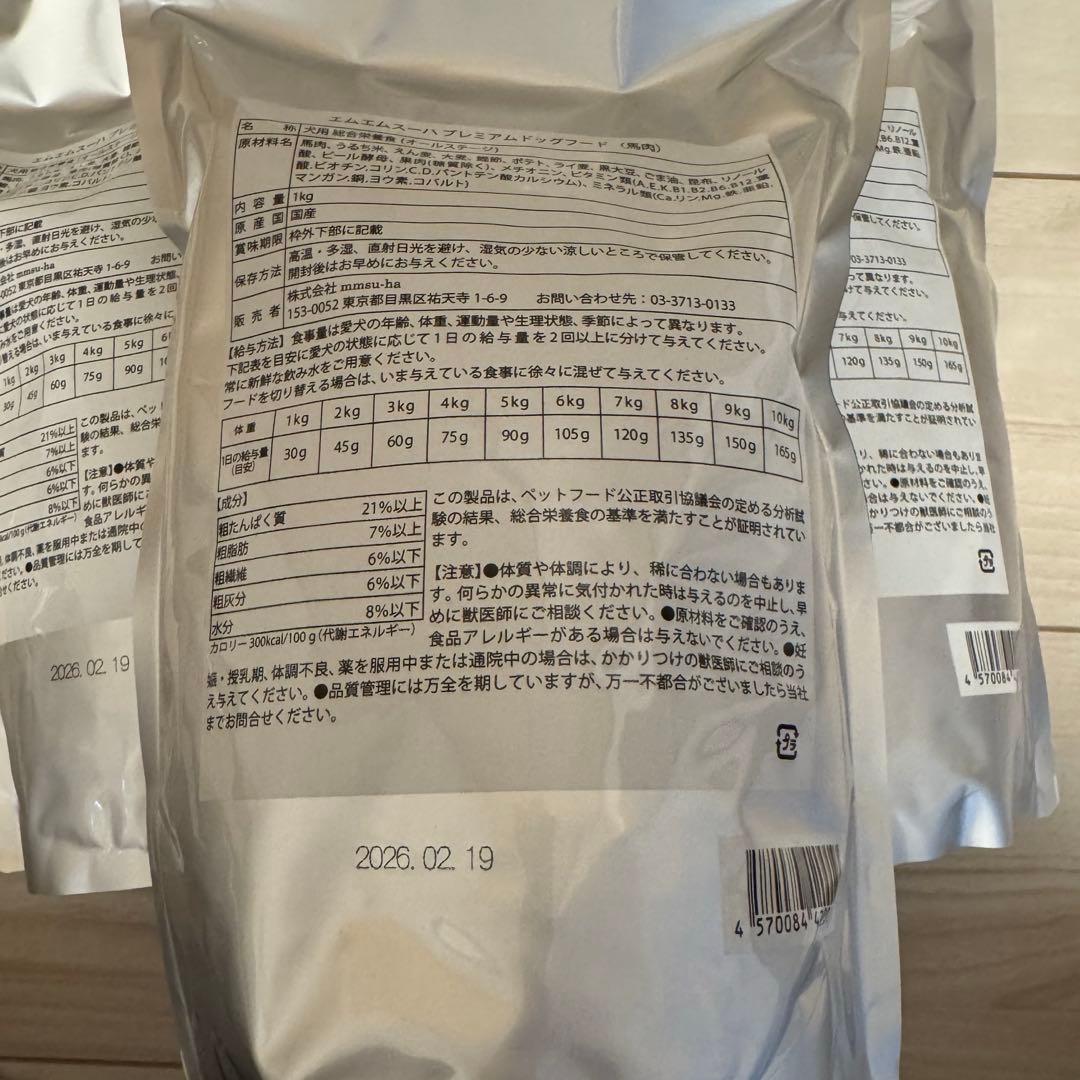 エムエムスーハ プレミアムドッグフード （馬肉）
名 称 犬用 総合栄養食（オールステージ）
原材料名 馬肉、うるち米、えん麦、大麦、鰹節、ポテト、ライ麦、黒大豆、ごま油、昆布、リノール
酸、ビール酵母、果肉(糖質除く)、メチオニン、ビタミン類(A,E,K,B1,B2,B6,B12,葉
酸,ビオチン,コリン,C,D,パントテン酸カルシウム)、ミネラル類(Ca,リン,Mg,鉄,亜鉛,
マンガン,銅,ヨウ素,コバルト)
内 容 量 1kg
原 産 国 国産
賞味期限 枠外下部に記載
保存方法 高温・多湿、直射日光を避け、湿気の少ない涼しいところで保管してください。
開封後はお早めにお与えください。
販 売 者 株式会社 mmsu-ha
153-0052 東京都目黒区祐天寺 1-6-9 お問い合わせ先：03-3713-0133
【給与方法】食事量は愛犬の年齢、体重、運動量や生理状態、季節によって異なります。
下記表を目安に愛犬の状態に応じて1日の給与量を2回以上に分けて与えてください。
常に新鮮な飲み水をご用意ください。
フードを切り替える場合は、いま与えている食事に徐々に混ぜて与えてください。
体重 1kg 2kg 3kg 4kg 5kg 6kg 7kg 8kg 9kg 10kg
1日の給与量(目安) 30g 45g 60g 75g 90g 105g 120g 135g 150g 165g
【成分】
粗たんぱく質 21%以上
粗脂肪 7%以上
粗繊維 6%以下
粗灰分 6%以下
水分 8%以下
カロリー 300kcal/100g（代謝エネルギー）
この製品は、ペットフード公正取引協議会の定める分析試
験の結果、総合栄養食の基準を満たすことが証明されてい
ます。
【注意】●体質や体調により、稀に合わない場合もありま
す。何らかの異常に気付かれた時は与えるのを中止し、早
めに獣医師にご相談ください。●原材料をご確認のうえ、
食品アレルギーがある場合は与えないでください。●妊
娠・授乳期、体調不良、薬を服用中または通院中の場合は、かかりつけの獣医師にご相談のう
え与えてください。●品質管理には万全を期していますが、万一不都合がございましたら当社
までお問合せください。
プラ
2026.02.19
4 570084
2026.02.19
4 570084